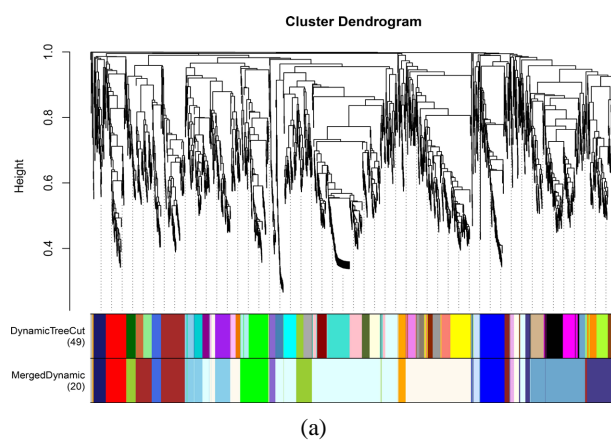 Cluster Dendrogram
1.0
0.8
0.6
0.4
Height
DynamicTreeCut
(49)
MergedDynamic
(20)
(a)